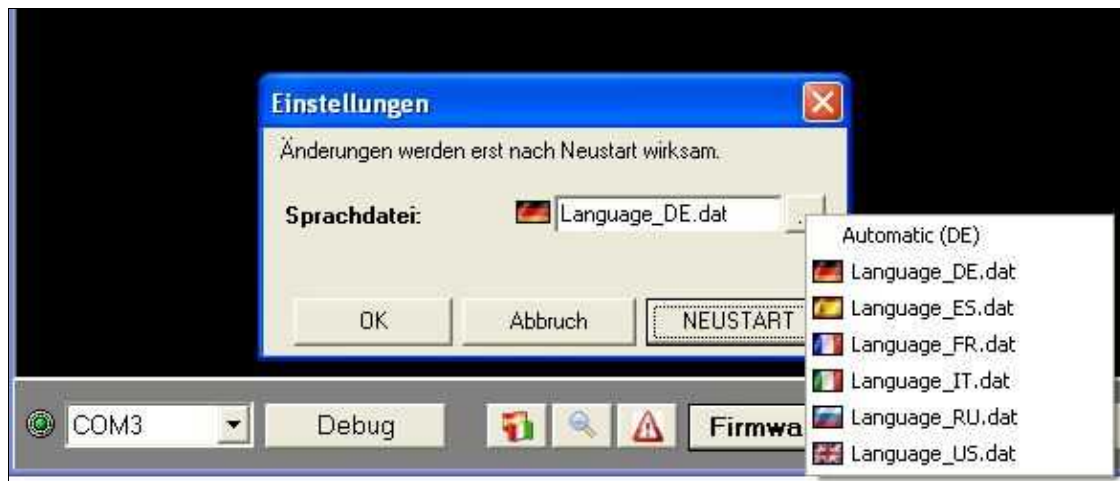 Einstellungen
Änderungen werden erst nach Neustart wirksam.
Sprachdatei:
Language_DE.dat
OK
Abbruch
NEUSTART
Automatic (DE)
Language_DE.dat
Language_ES.dat
Language_FR.dat
Language_IT.dat
Language_RU.dat
Language_US.dat
COM3
Debug
Firmwa